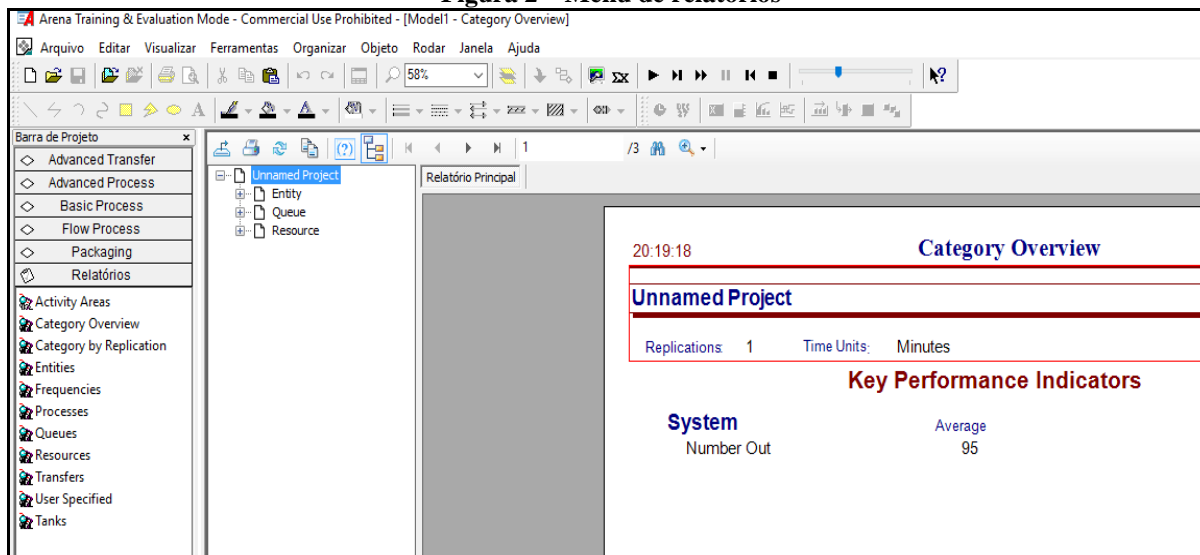 Figura 2 – Menu de relatórios
Arena Training & Evaluation Mode - Commercial Use Prohibited - [Model1 - Category Overview]
Arquivo Editar Visualizar Ferramentas Organizar Objeto Rodar Janela Ajuda
58%
Barra de Projeto
Advanced Transfer
Advanced Process
Basic Process
Flow Process
Packaging
Relatórios
Activity Areas
Category Overview
Category by Replication
Entities
Frequencies
Processes
Queues
Resources
Transfers
User Specified
Tanks
1 /3
Unnamed Project
Entity
Queue
Resource
Relatório Principal
20:19:18 Category Overview
Unnamed Project
Replications: 1 Time Units: Minutes
Key Performance Indicators
System Average
Number Out 95